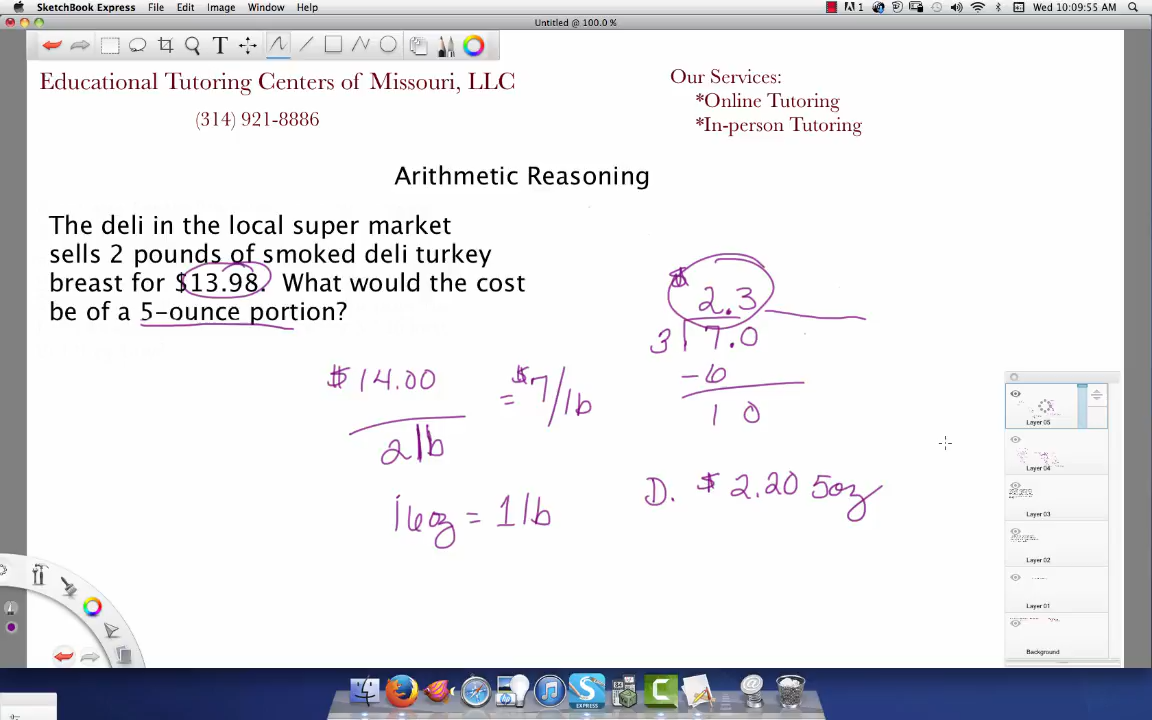 SketchBook Express File Edit Image Window Help
1 Wed 10:09:55 AM
Untitled @ 100.0 %
Educational Tutoring Centers of Missouri, LLC
(314) 921-8886
Our Services:
*Online Tutoring
*In-person Tutoring
Arithmetic Reasoning
The deli in the local super market
sells 2 pounds of smoked deli turkey
breast for $13.98. What would the cost
be of a 5-ounce portion?
$14.00
2lb
= $7/lb
16oz = 1lb
$ 2.3
3 7.0
-6
10
D. $ 2.20 5oz
Layer 05
Layer 04
Layer 03
Layer 02
Layer 01
Background
EXPRESS